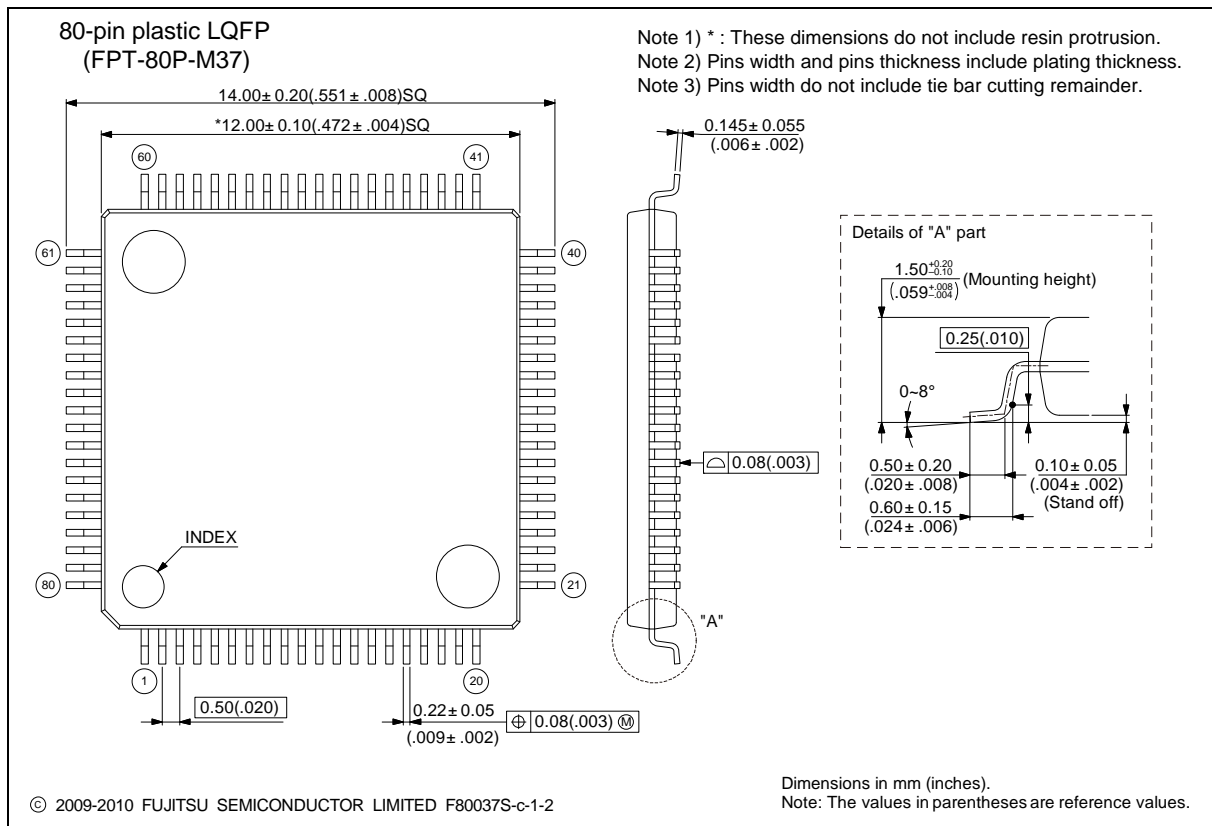 80-pin plastic LQFP
(FPT-80P-M37)
Note 1) * : These dimensions do not include resin protrusion.
Note 2) Pins width and pins thickness include plating thickness.
Note 3) Pins width do not include tie bar cutting remainder.
14.00±0.20(.551±.008)SQ
*12.00±0.10(.472±.004)SQ
60
41
61
40
INDEX
80
21
1
20
0.50(.020)
0.22±0.05
(.009±.002)
⌖ 0.08(.003) Ⓜ
0.145±0.055
(.006±.002)
⌓ 0.08(.003)
"A"
Details of "A" part
1.50 +0.20 –0.10
(.059 +.008 –.004)
(Mounting height)
0.25(.010)
0~8°
0.50±0.20
(.020±.008)
0.60±0.15
(.024±.006)
0.10±0.05
(.004±.002)
(Stand off)
© 2009-2010 FUJITSU SEMICONDUCTOR LIMITED F80037S-c-1-2
Dimensions in mm (inches).
Note: The values in parentheses are reference values.